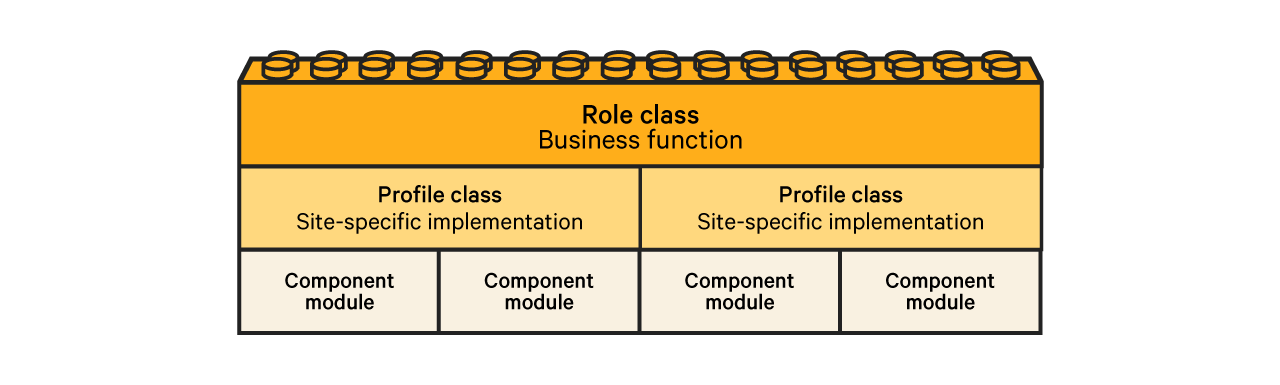 Role class
Business function
Profile class
Site-specific implementation
Profile class
Site-specific implementation
Component
module
Component
module
Component
module
Component
module